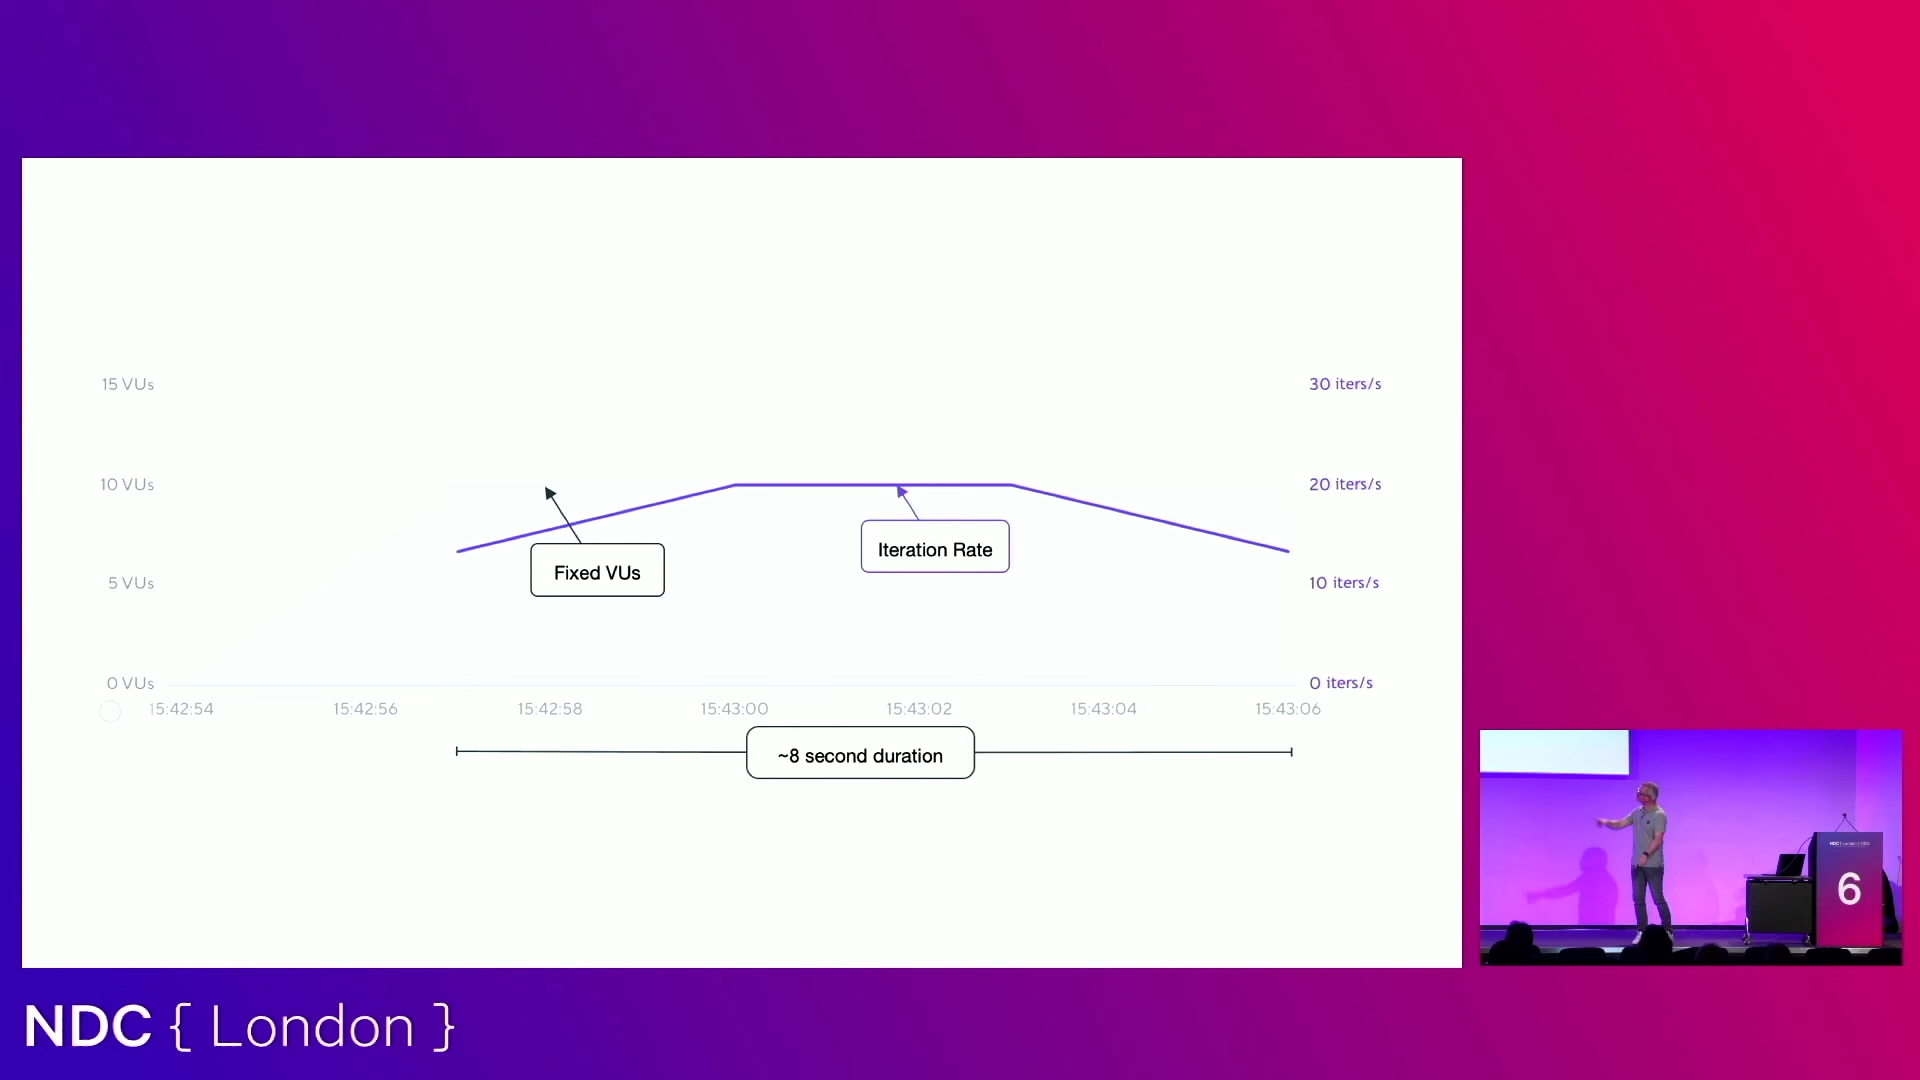 15 VUs
30 iters/s
10 VUs
20 iters/s
Iteration Rate
Fixed VUs
5 VUs
10 iters/s
0 VUs
0 iters/s
15:42:54
15:42:56
15:42:58
15:43:00
15:43:02
15:43:04
15:43:06
~8 second duration
6
NDC { London }